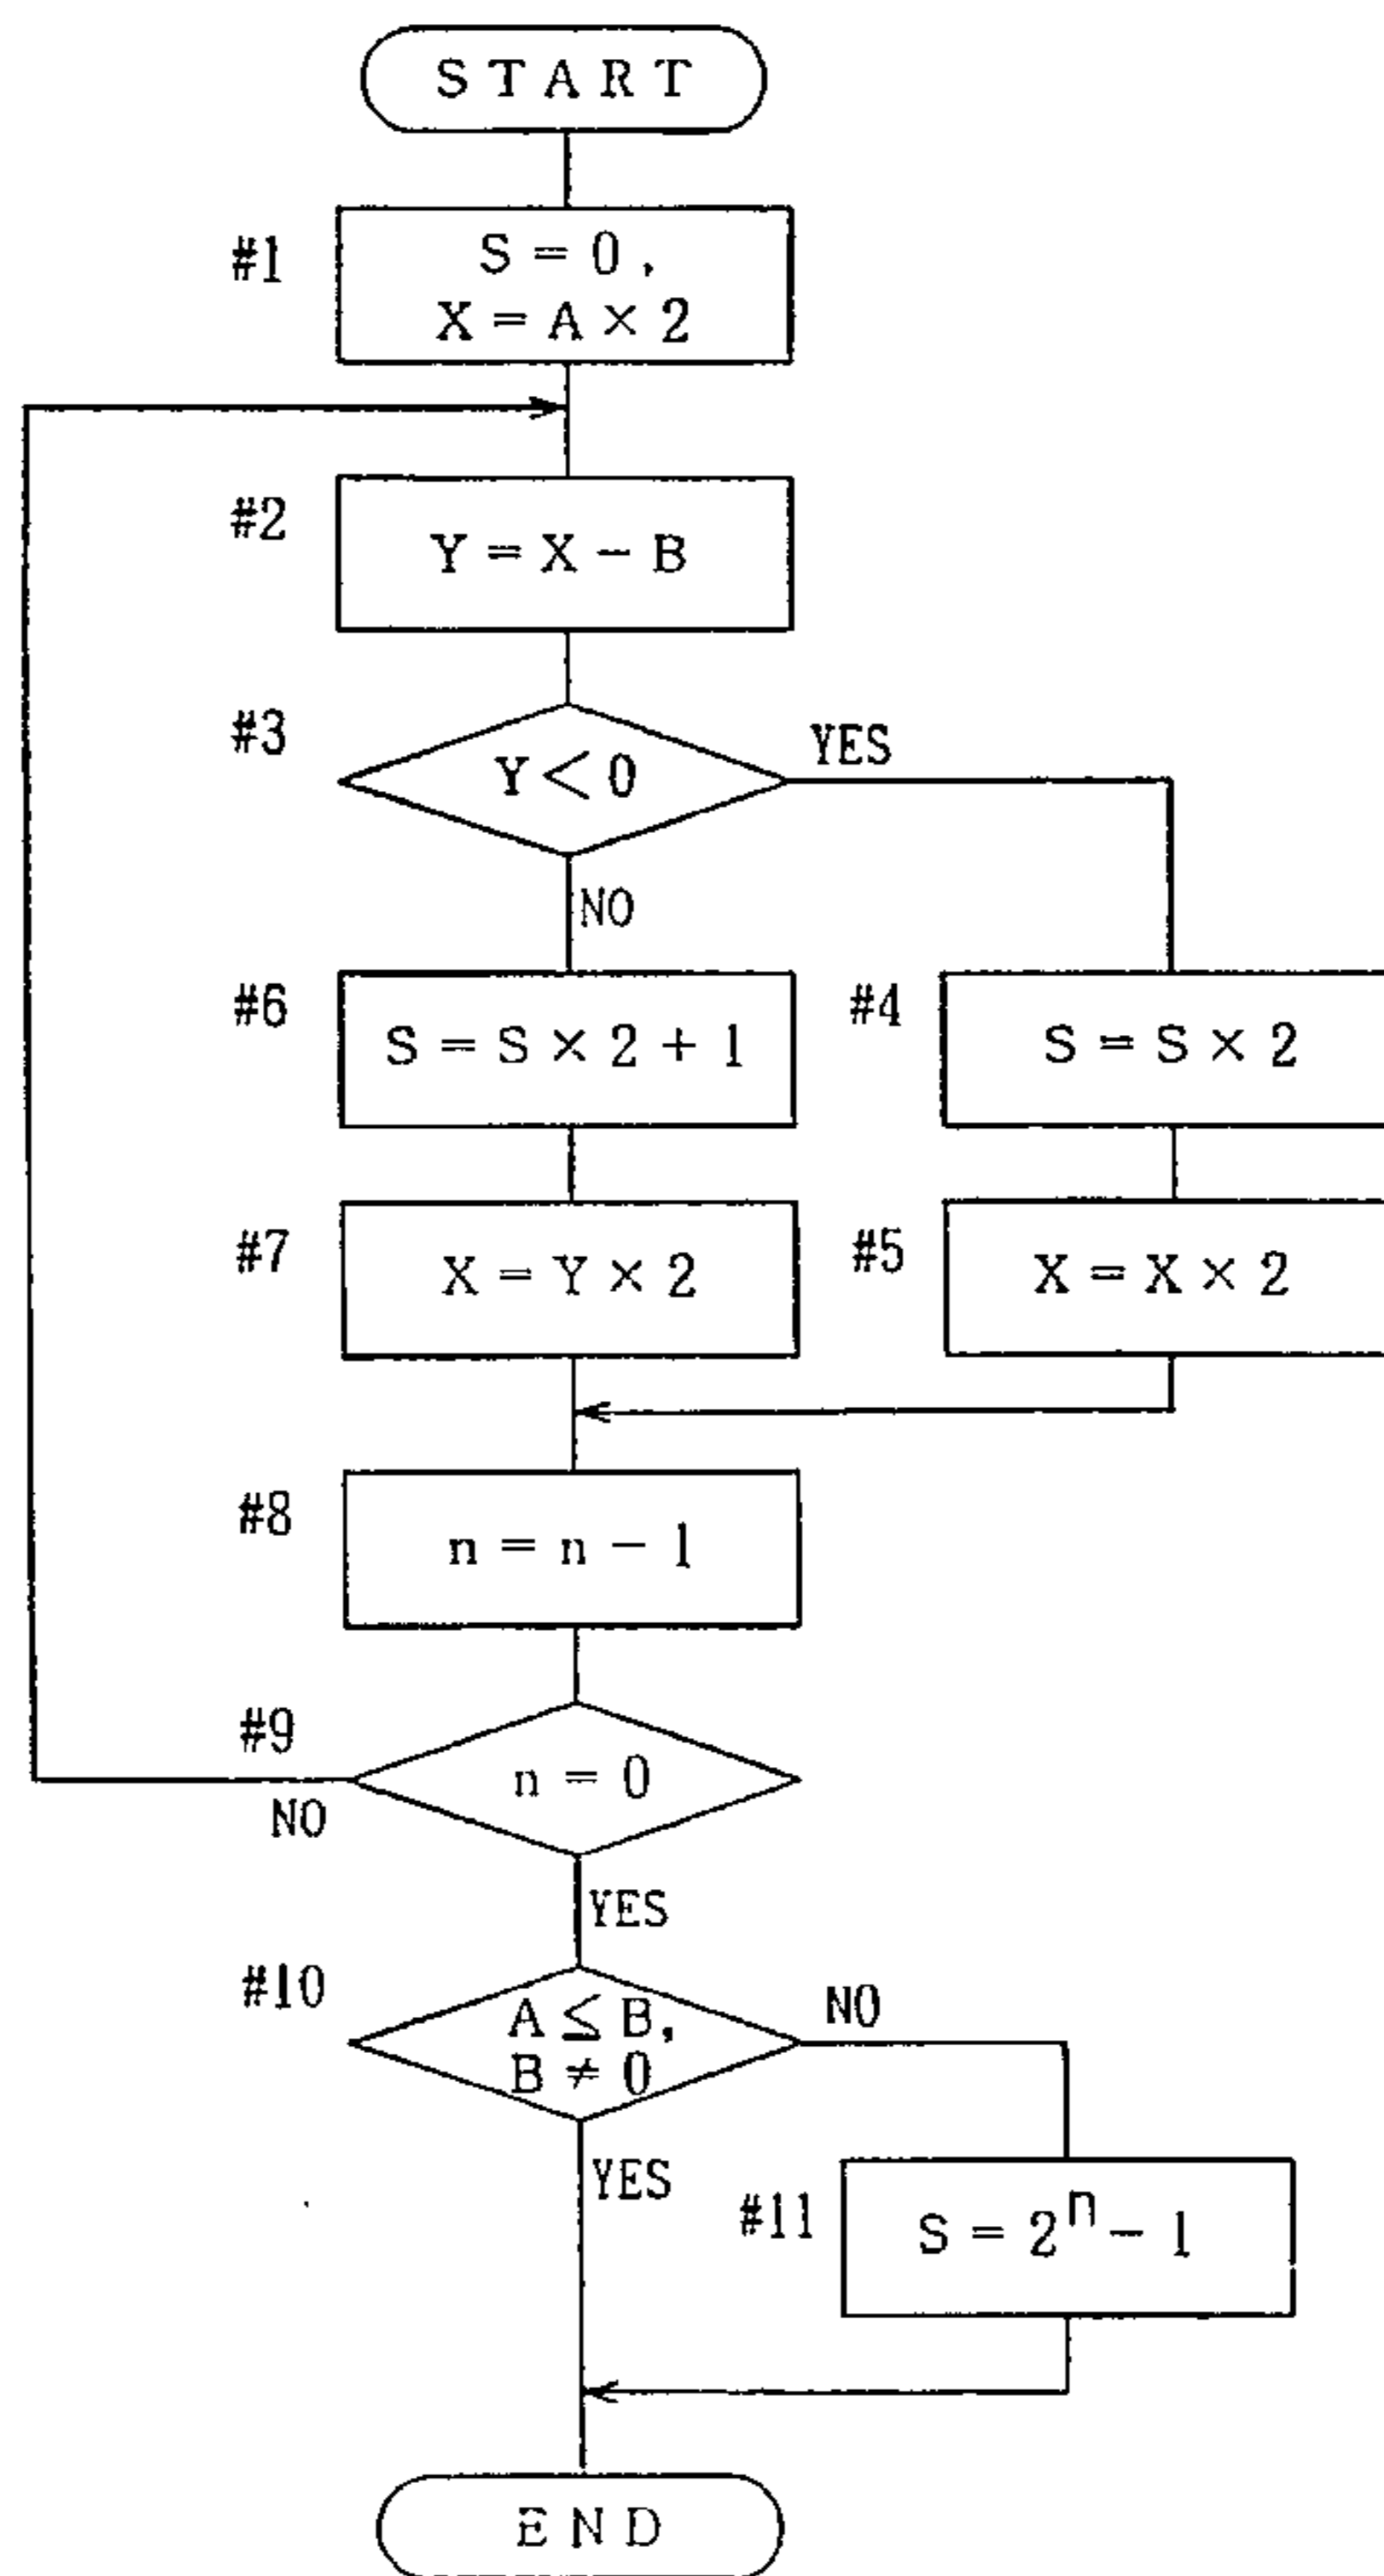 START
#1
S = 0 .
X = A × 2
#2
Y = X − B
#3
Y < 0
YES
NO
#6
S = S × 2 + 1
#4
S = S × 2
#7
X = Y × 2
#5
X = X × 2
#8
n = n − 1
#9
n = 0
NO
YES
#10
A ≤ B,
B ≠ 0
NO
YES
#11
S = 2ⁿ − 1
END